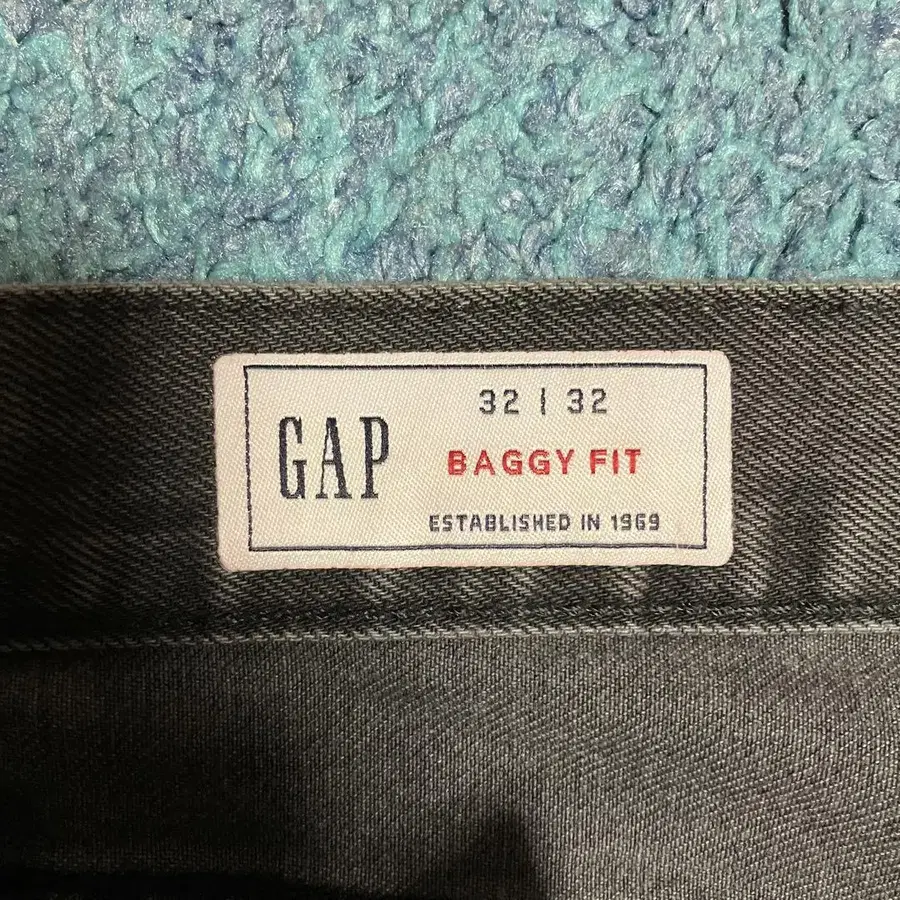 GAP
32 | 32
BAGGY FIT
ESTABLISHED IN 1969